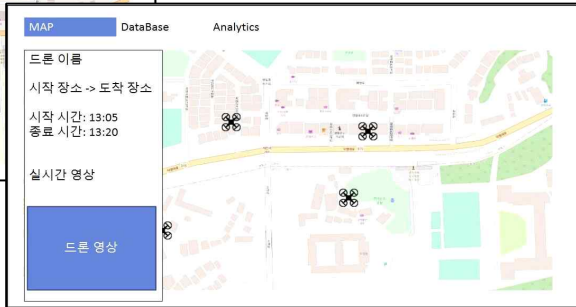 MAP
DataBase
Analytics
드론 이름
시작 장소 -> 도착 장소
시작 시간: 13:05
종료 시간: 13:20
실시간 영상
드론 영상